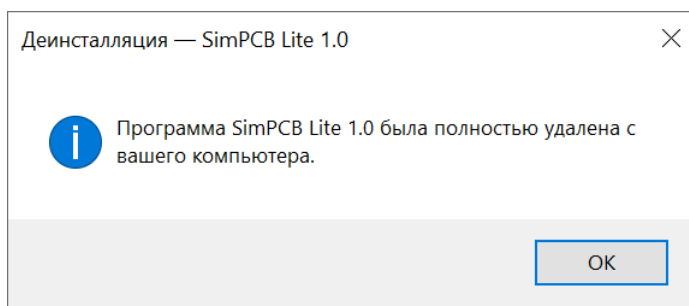 Деинсталляция — SimPCB Lite 1.0
Программа SimPCB Lite 1.0 была полностью удалена с
вашего компьютера.
OK